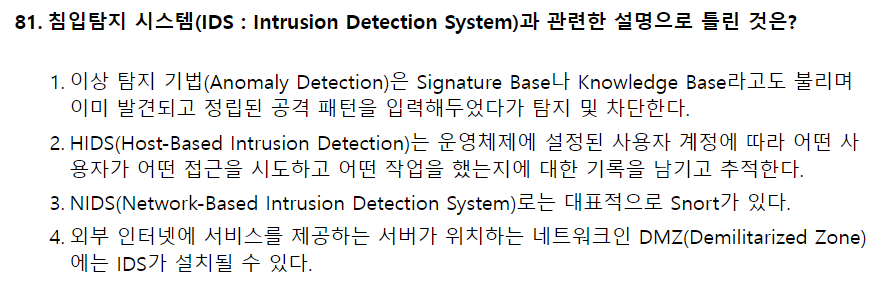 81. 침입탐지 시스템(IDS : Intrusion Detection System)과 관련한 설명으로 틀린 것은?
1. 이상 탐지 기법(Anomaly Detection)은 Signature Base나 Knowledge Base라고도 불리며
이미 발견되고 정립된 공격 패턴을 입력해두었다가 탐지 및 차단한다.
2. HIDS(Host-Based Intrusion Detection)는 운영체제에 설정된 사용자 계정에 따라 어떤 사
용자가 어떤 접근을 시도하고 어떤 작업을 했는지에 대한 기록을 남기고 추적한다.
3. NIDS(Network-Based Intrusion Detection System)로는 대표적으로 Snort가 있다.
4. 외부 인터넷에 서비스를 제공하는 서버가 위치하는 네트워크인 DMZ(Demilitarized Zone)
에는 IDS가 설치될 수 있다.